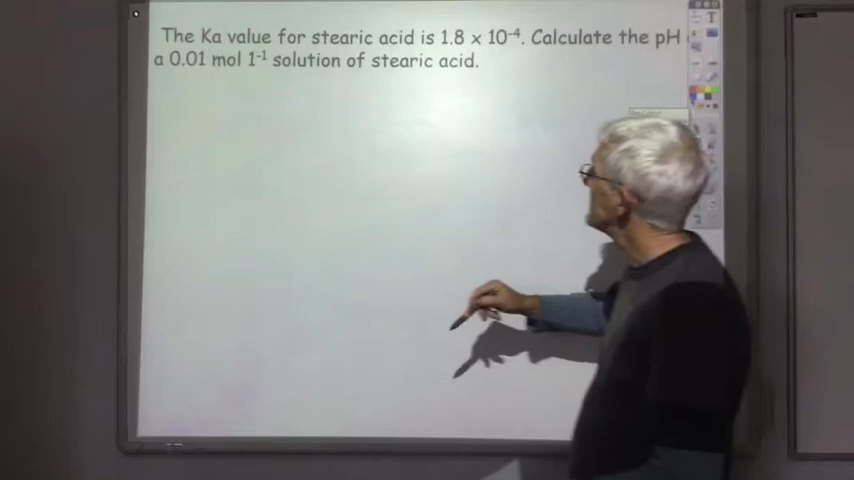 The Ka value for stearic acid is 1.8 x 10⁻⁴. Calculate the pH
a 0.01 mol 1⁻¹ solution of stearic acid.